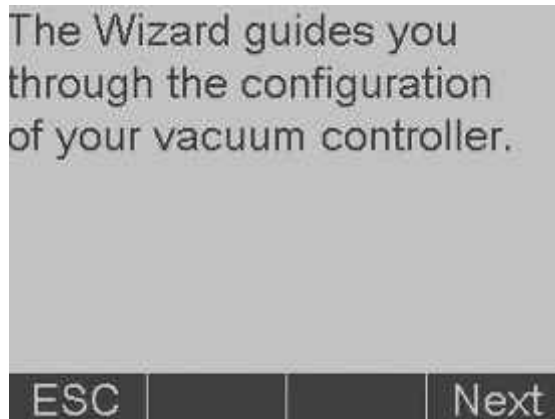 The Wizard guides you
through the configuration
of your vacuum controller.
ESC Next